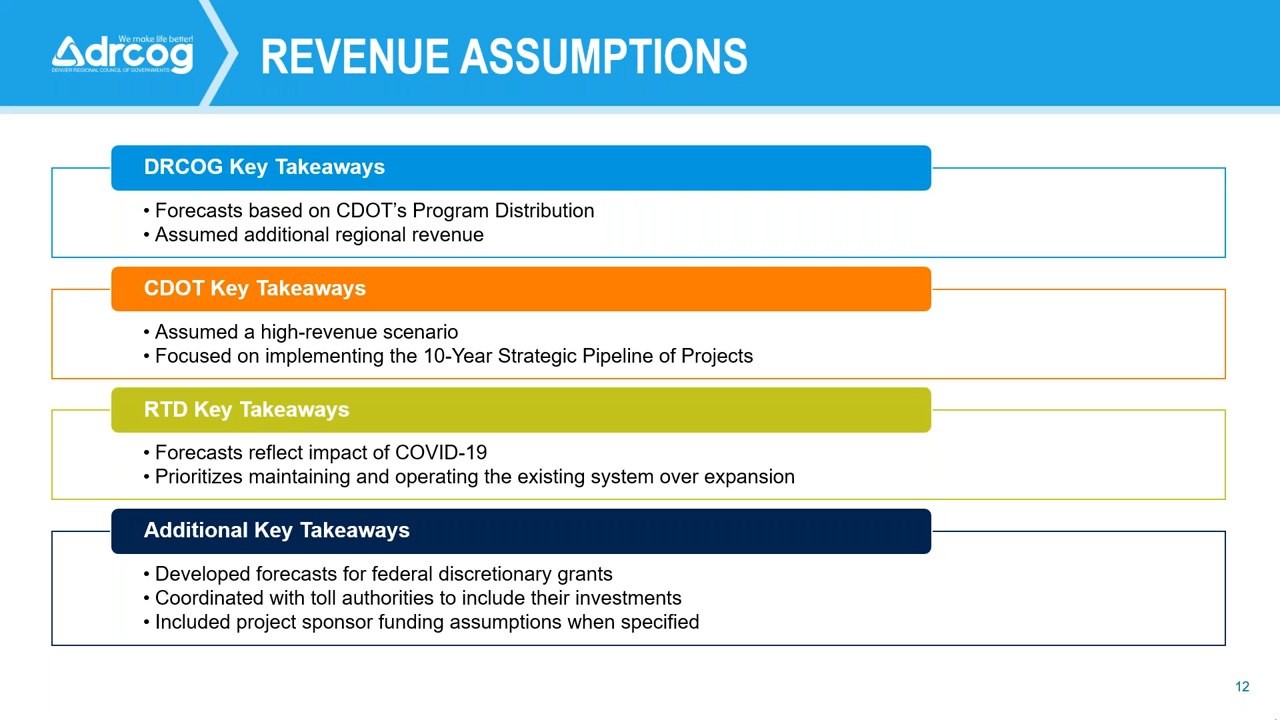 We make life better!
drcog
DENVER REGIONAL COUNCIL OF GOVERNMENTS
REVENUE ASSUMPTIONS
DRCOG Key Takeaways
• Forecasts based on CDOT’s Program Distribution
• Assumed additional regional revenue
CDOT Key Takeaways
• Assumed a high-revenue scenario
• Focused on implementing the 10-Year Strategic Pipeline of Projects
RTD Key Takeaways
• Forecasts reflect impact of COVID-19
• Prioritizes maintaining and operating the existing system over expansion
Additional Key Takeaways
• Developed forecasts for federal discretionary grants
• Coordinated with toll authorities to include their investments
• Included project sponsor funding assumptions when specified
12